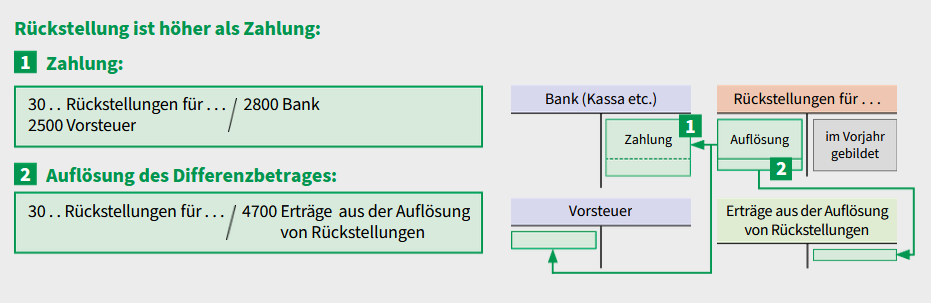 Rückstellung ist höher als Zahlung:
1 Zahlung:
30 . . Rückstellungen für . . . / 2800 Bank
2500 Vorsteuer
2 Auflösung des Differenzbetrages:
30 . . Rückstellungen für . . . / 4700 Erträge aus der Auflösung
von Rückstellungen
Bank (Kassa etc.)
Zahlung
1
Rückstellungen für . . .
Auflösung
2
im Vorjahr
gebildet
Vorsteuer
Erträge aus der Auflösung
von Rückstellungen